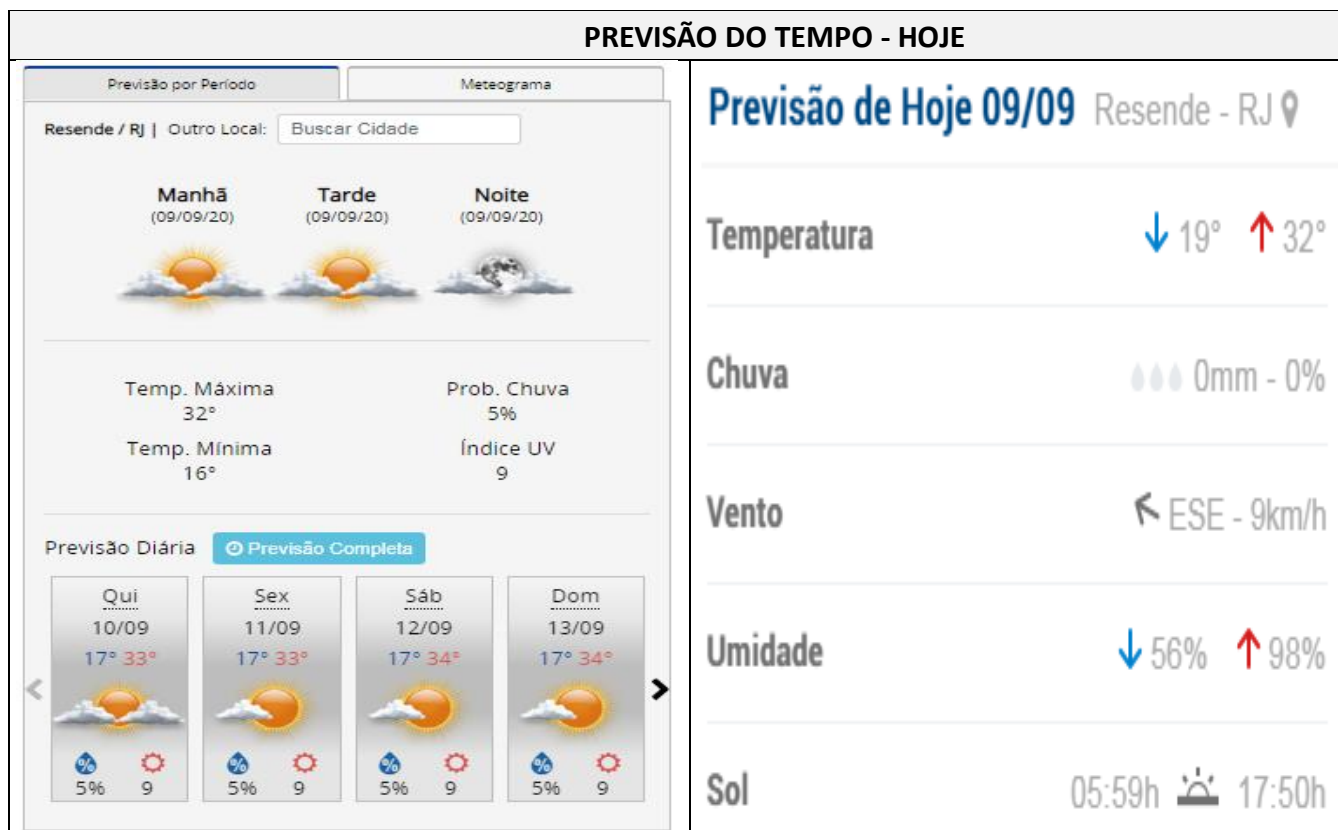 PREVISÃO DO TEMPO - HOJE
Previsão por Período
Meteograma
Resende / RJ | Outro Local: Buscar Cidade
Manhã Tarde Noite
(09/09/20) (09/09/20) (09/09/20)
Temp. Máxima Prob. Chuva
32° 5%
Temp. Mínima Índice UV
16° 9
Previsão Diária Previsão Completa
Qui Sex Sáb Dom
10/09 11/09 12/09 13/09
17° 33° 17° 33° 17° 34° 17° 34°
< >
% % % %
5% 9 5% 9 5% 9 5% 9
Previsão de Hoje 09/09 Resende - RJ
Temperatura ↓ 19° ↑ 32°
Chuva 0mm - 0%
Vento ESE - 9km/h
Umidade ↓ 56% ↑ 98%
Sol 05:59h 17:50h